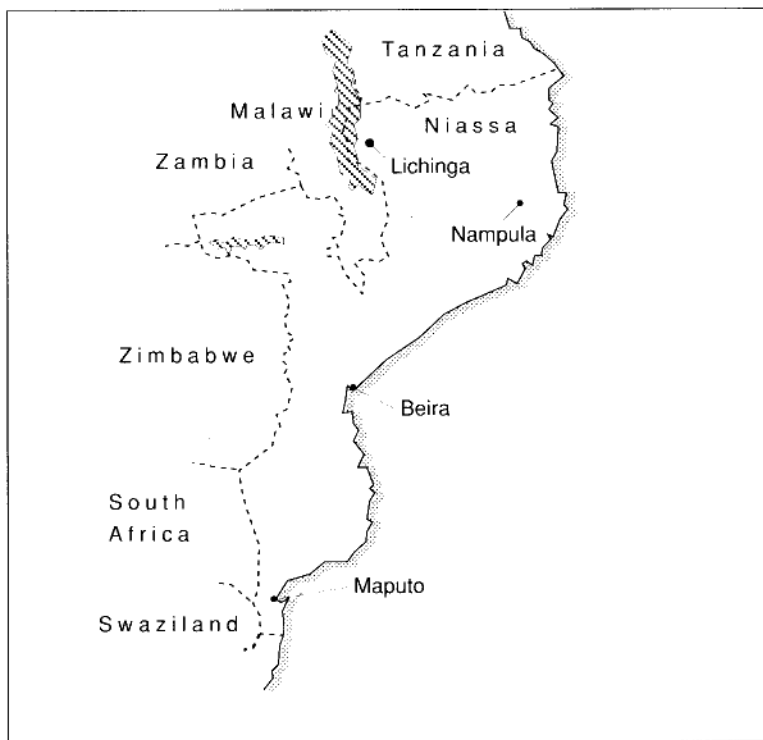 Tanzania
Malawi
Niassa
Zambia
Lichinga
Nampula
Zimbabwe
Beira
South
Africa
Maputo
Swaziland